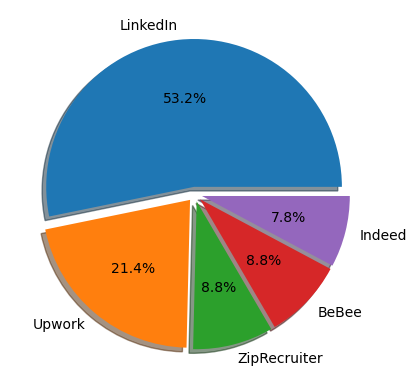 LinkedIn
53.2%
7.8%
Indeed
8.8%
21.4%
8.8%
BeBee
Upwork
ZipRecruiter